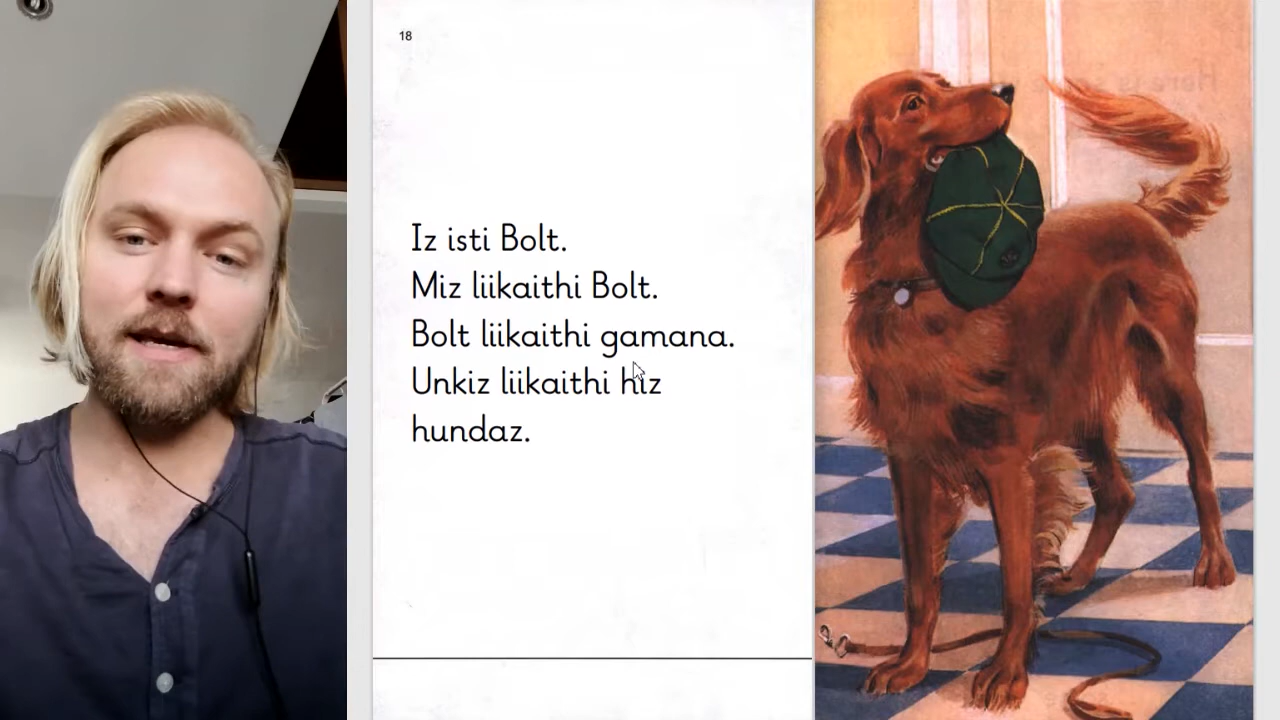 18
Iz isti Bolt.
Miz liikaithi Bolt.
Bolt liikaithi gamana.
Unkiz liikaithi hiz
hundaz.